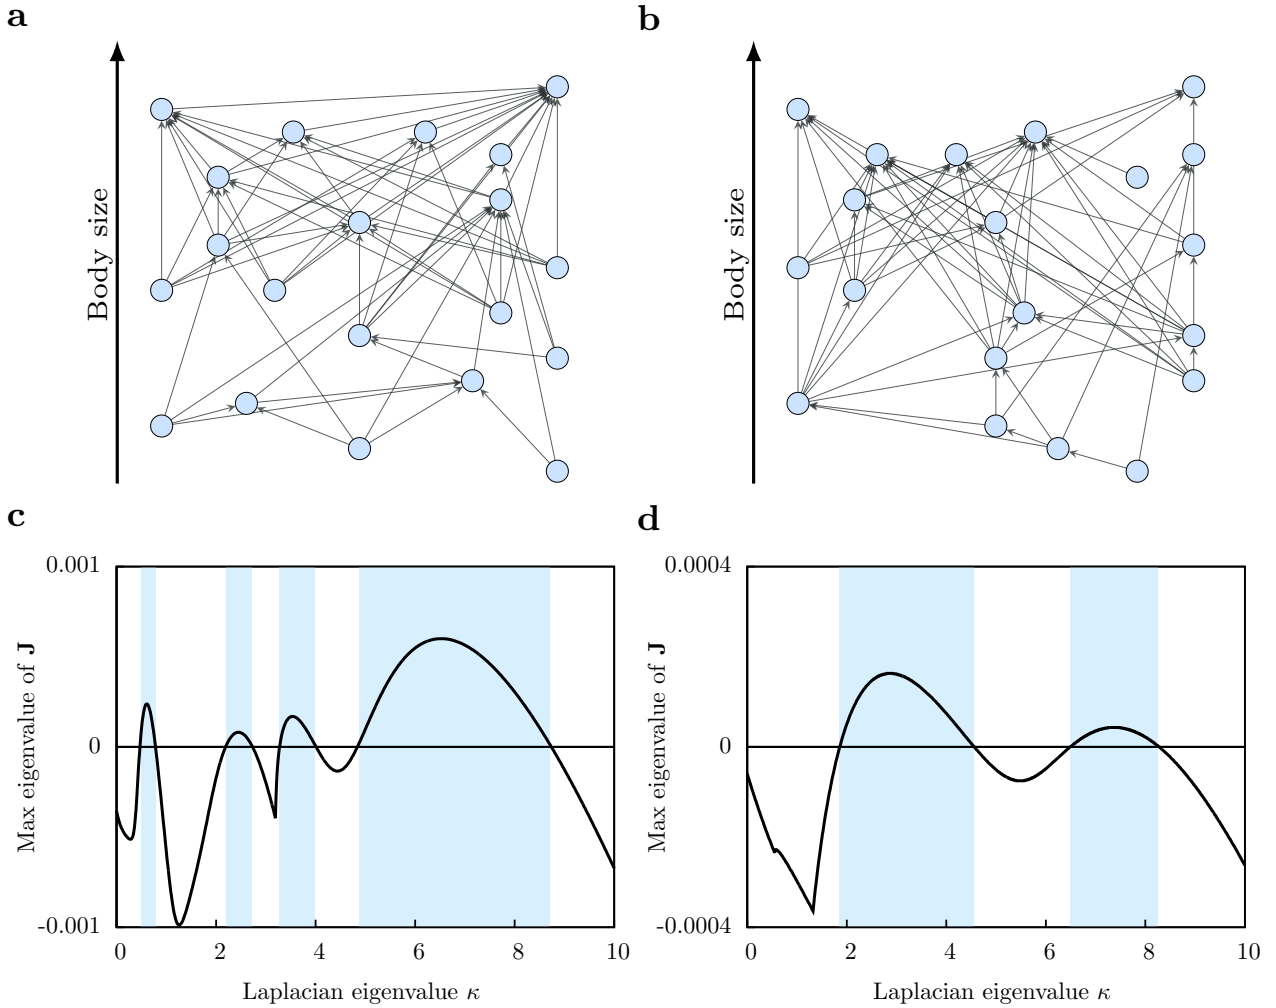 a
b
Body size
Body size
c
d
0.001
0
-0.001
Max eigenvalue of J
0 2 4 6 8 10
Laplacian eigenvalue κ
0.0004
0
-0.0004
Max eigenvalue of J
0 2 4 6 8 10
Laplacian eigenvalue κ